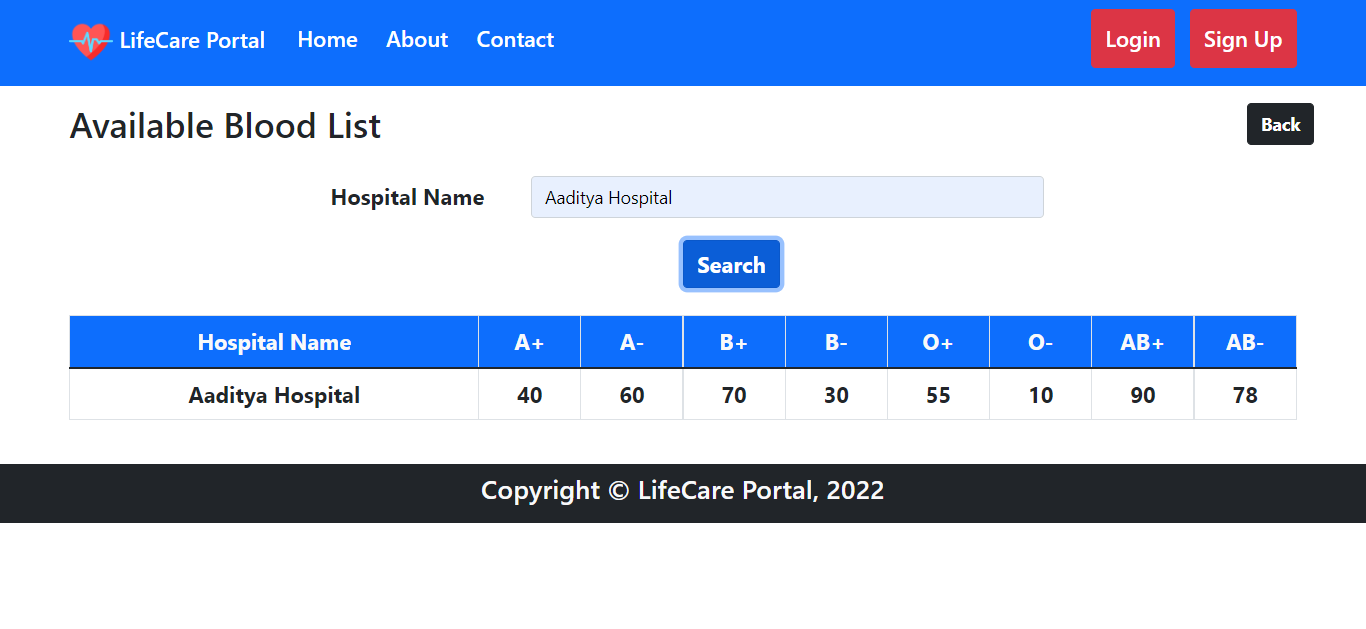 LifeCare Portal Home About Contact Login Sign Up
Available Blood List Back
Hospital Name Aaditya Hospital
Search
Hospital Name A+ A- B+ B- O+ O- AB+ AB-
Aaditya Hospital 40 60 70 30 55 10 90 78
Copyright © LifeCare Portal, 2022